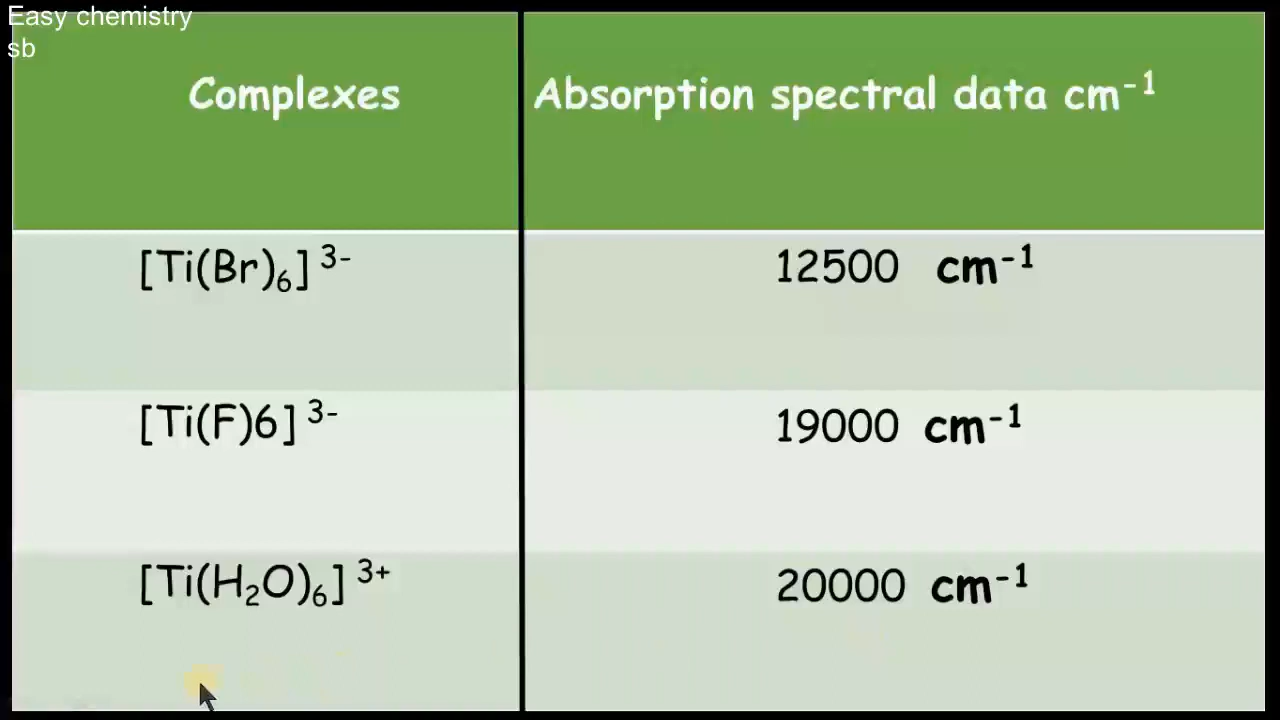 Easy chemistry
sb
Complexes Absorption spectral data cm⁻¹
[Ti(Br)₆] ³⁻ 12500 cm⁻¹
[Ti(F)6] ³⁻ 19000 cm⁻¹
[Ti(H₂O)₆] ³⁺ 20000 cm⁻¹